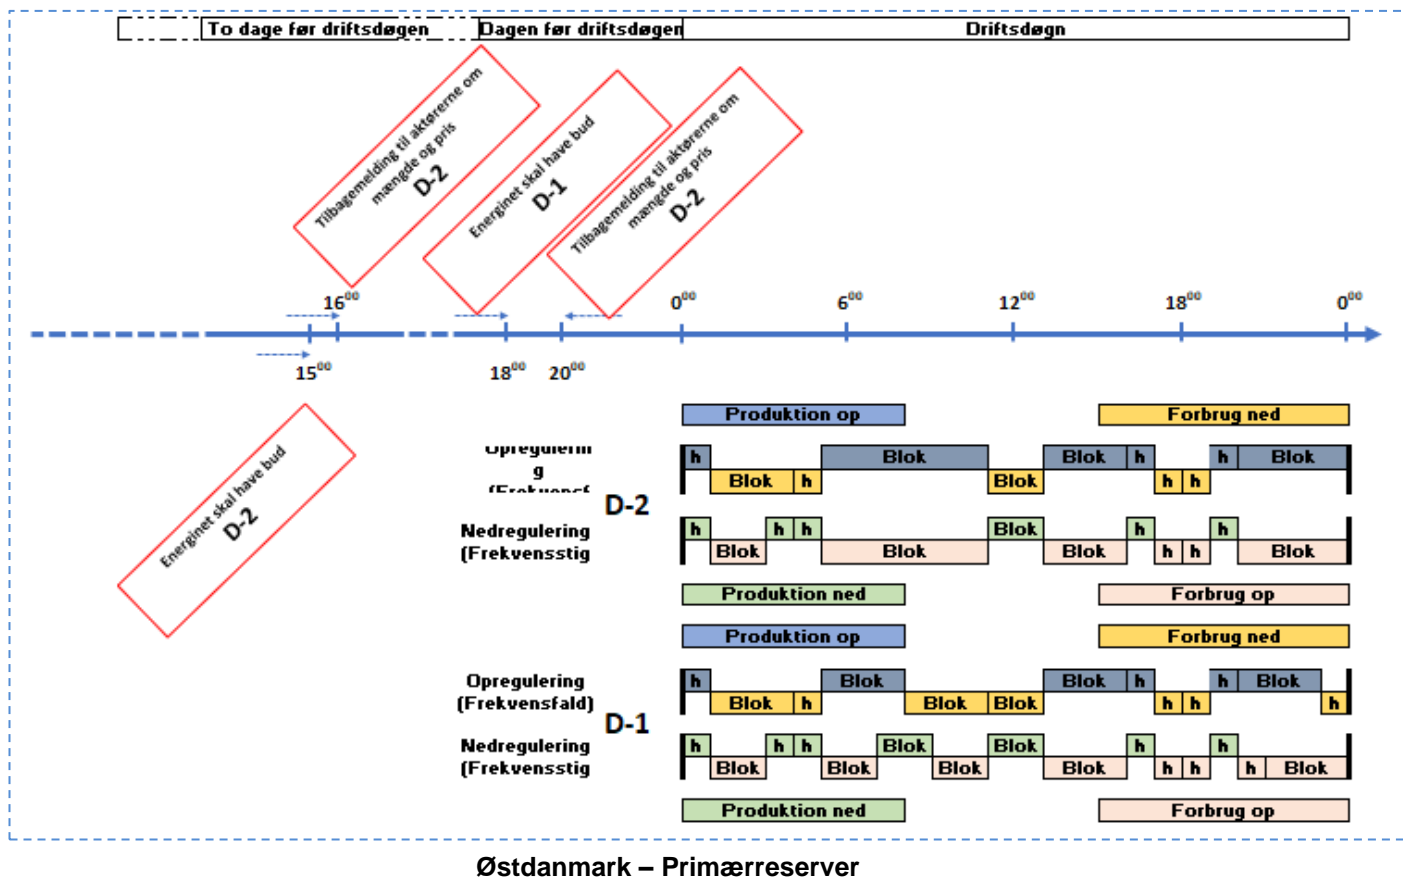 To dage før driftsdøgen
Dagen før driftsdøgen
Driftsdøgn
Tilbagemelding til aktørerne om
mængde og pris
D-2
Energinet skal have bud
D-1
Tilbagemelding til aktørerne om
mængde og pris
D-2
16⁰⁰
0⁰⁰
6⁰⁰
12⁰⁰
18⁰⁰
0⁰⁰
15⁰⁰
18⁰⁰
20⁰⁰
Energinet skal have bud
D-2
Produktion op
Forbrug ned
g
D-2
h
Blok
Blok
h
h
Blok
Blok
h
Blok
h
h
Nedregulering
(Frekvensstig
h
h
h
Blok
h
h
Blok
Blok
Blok
h
h
Blok
Produktion ned
Forbrug op
Produktion op
Forbrug ned
Opregulering
(Frekvensfald)
D-1
h
Blok
Blok
h
h
Blok
Blok
h
Blok
Blok
h
h
h
Nedregulering
(Frekvensstig
h
h
h
Blok
Blok
h
h
Blok
Blok
Blok
Blok
h
h
h
Blok
Produktion ned
Forbrug op
Østdanmark – Primærreserver